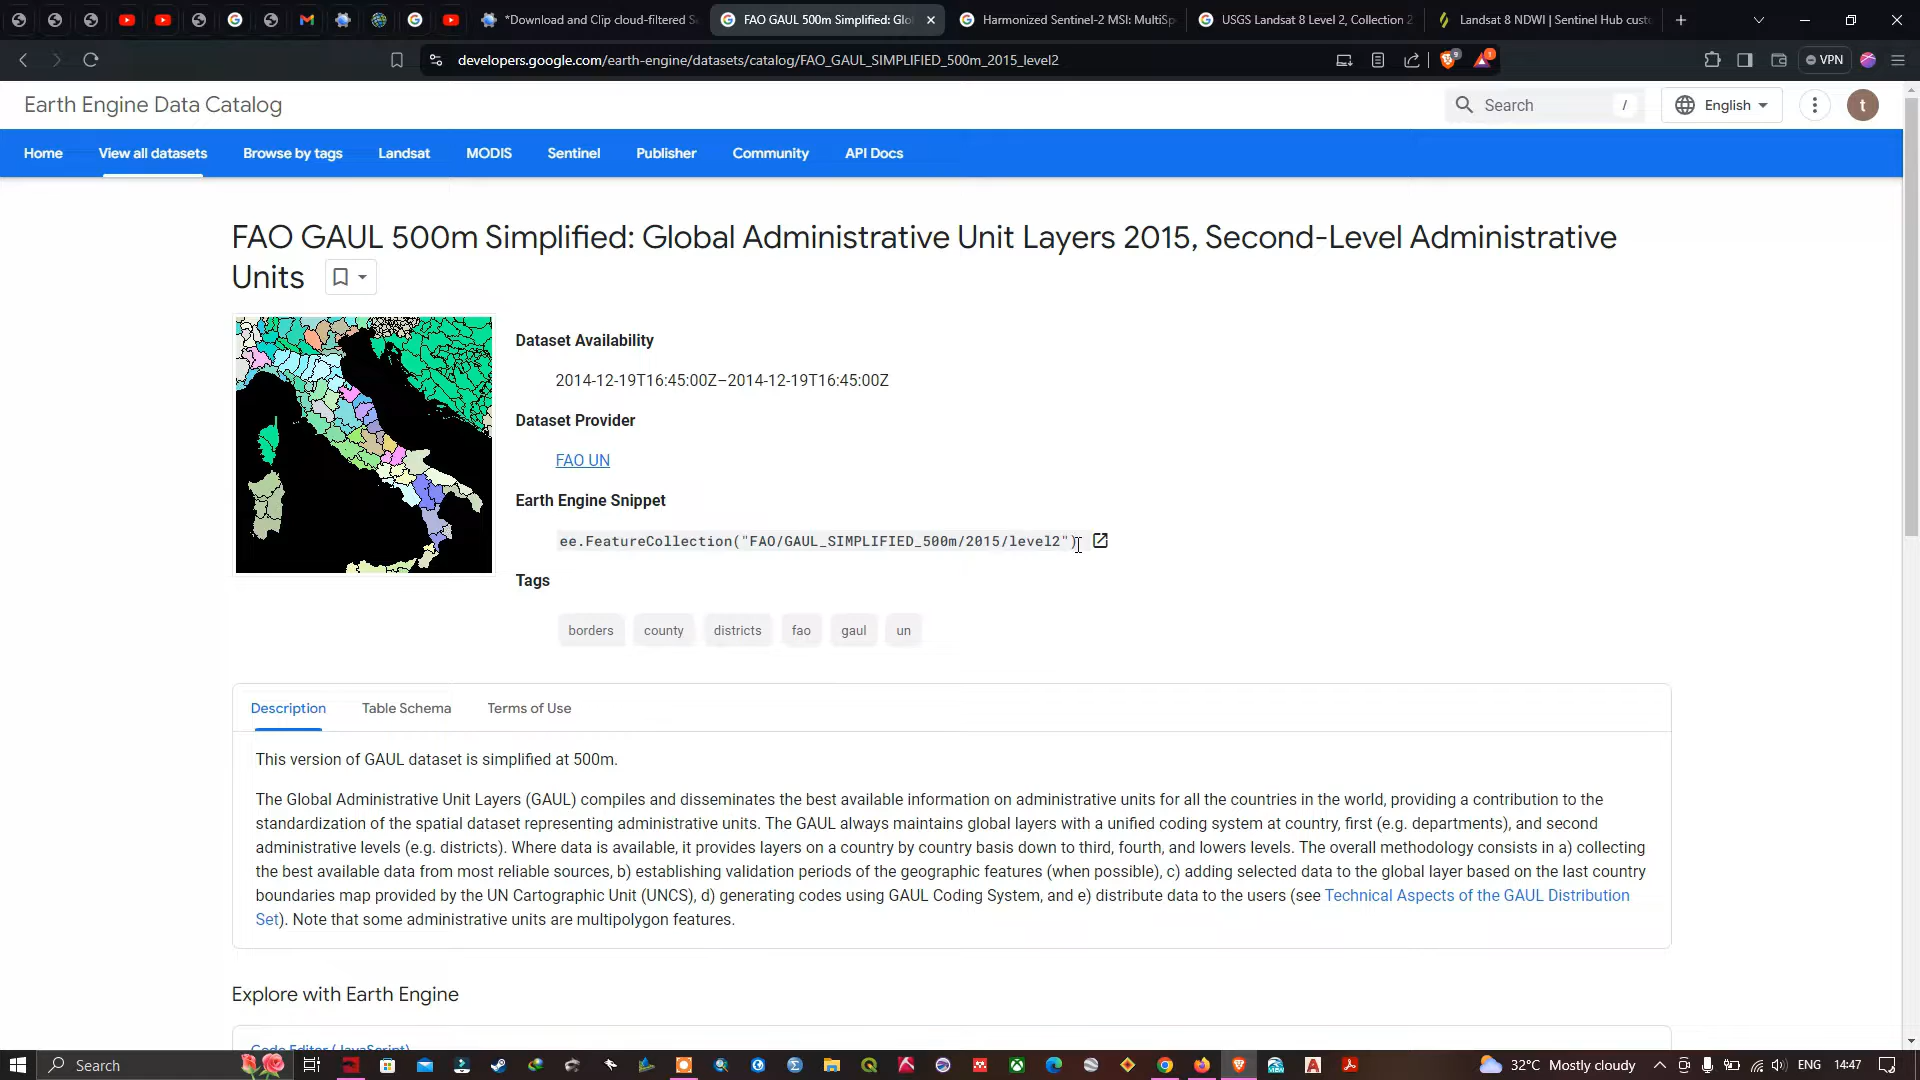 *Download and Clip cloud-filtered S
FAO GAUL 500m Simplified: Glo
Harmonized Sentinel-2 MSI: MultiSp
USGS Landsat 8 Level 2, Collection 2
Landsat 8 NDWI | Sentinel Hub cust
developers.google.com/earth-engine/datasets/catalog/FAO_GAUL_SIMPLIFIED_500m_2015_level2
9
1
VPN
Earth Engine Data Catalog
Search
/
English
t
Home
View all datasets
Browse by tags
Landsat
MODIS
Sentinel
Publisher
Community
API Docs
FAO GAUL 500m Simplified: Global Administrative Unit Layers 2015, Second-Level Administrative
Units
Dataset Availability
2014-12-19T16:45:00Z–2014-12-19T16:45:00Z
Dataset Provider
FAO UN
Earth Engine Snippet
ee.FeatureCollection("FAO/GAUL_SIMPLIFIED_500m/2015/level2")
Tags
borders
county
districts
fao
gaul
un
Description
Table Schema
Terms of Use
This version of GAUL dataset is simplified at 500m.
The Global Administrative Unit Layers (GAUL) compiles and disseminates the best available information on administrative units for all the countries in the world, providing a contribution to the
standardization of the spatial dataset representing administrative units. The GAUL always maintains global layers with a unified coding system at country, first (e.g. departments), and second
administrative levels (e.g. districts). Where data is available, it provides layers on a country by country basis down to third, fourth, and lowers levels. The overall methodology consists in a) collecting
the best available data from most reliable sources, b) establishing validation periods of the geographic features (when possible), c) adding selected data to the global layer based on the last country
boundaries map provided by the UN Cartographic Unit (UNCS), d) generating codes using GAUL Coding System, and e) distribute data to the users (see Technical Aspects of the GAUL Distribution
Set). Note that some administrative units are multipolygon features.
Explore with Earth Engine
Code Editor (JavaScript)
Search
32°C Mostly cloudy
ENG
14:47